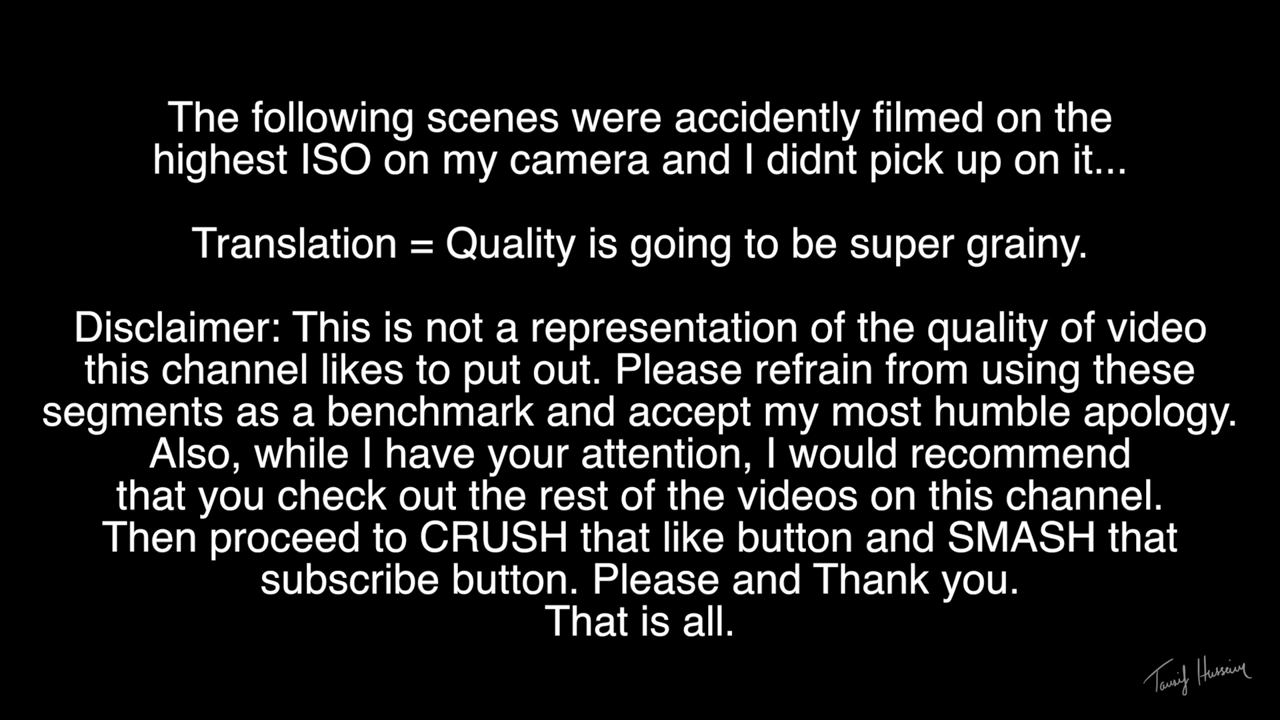 The following scenes were accidently filmed on the
highest ISO on my camera and I didnt pick up on it...
Translation = Quality is going to be super grainy.
Disclaimer: This is not a representation of the quality of video
this channel likes to put out. Please refrain from using these
segments as a benchmark and accept my most humble apology.
Also, while I have your attention, I would recommend
that you check out the rest of the videos on this channel.
Then proceed to CRUSH that like button and SMASH that
subscribe button. Please and Thank you.
That is all.
Tausif Hussain